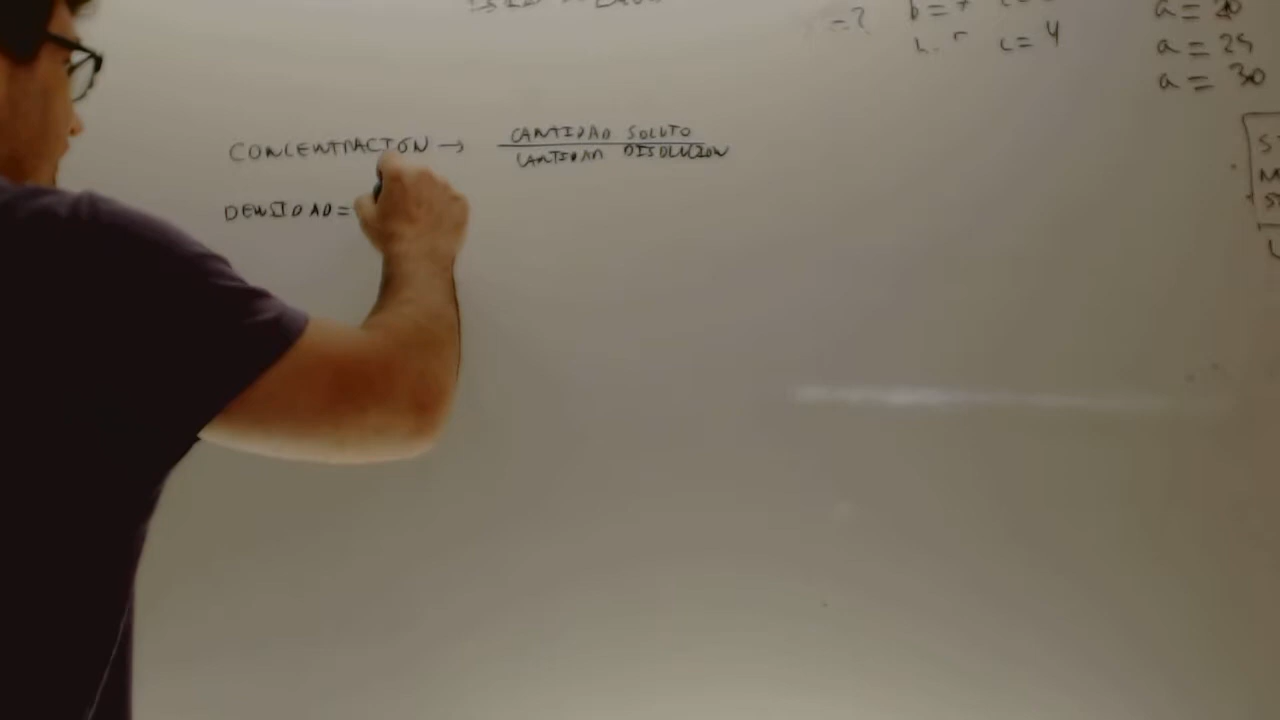 =?
b=7
a= 20
c= 4
a= 25
a= 30
CONCENTRACION → CANTIDAD SOLUTO
CANTIDAD DISOLUCION
DENSIDAD=